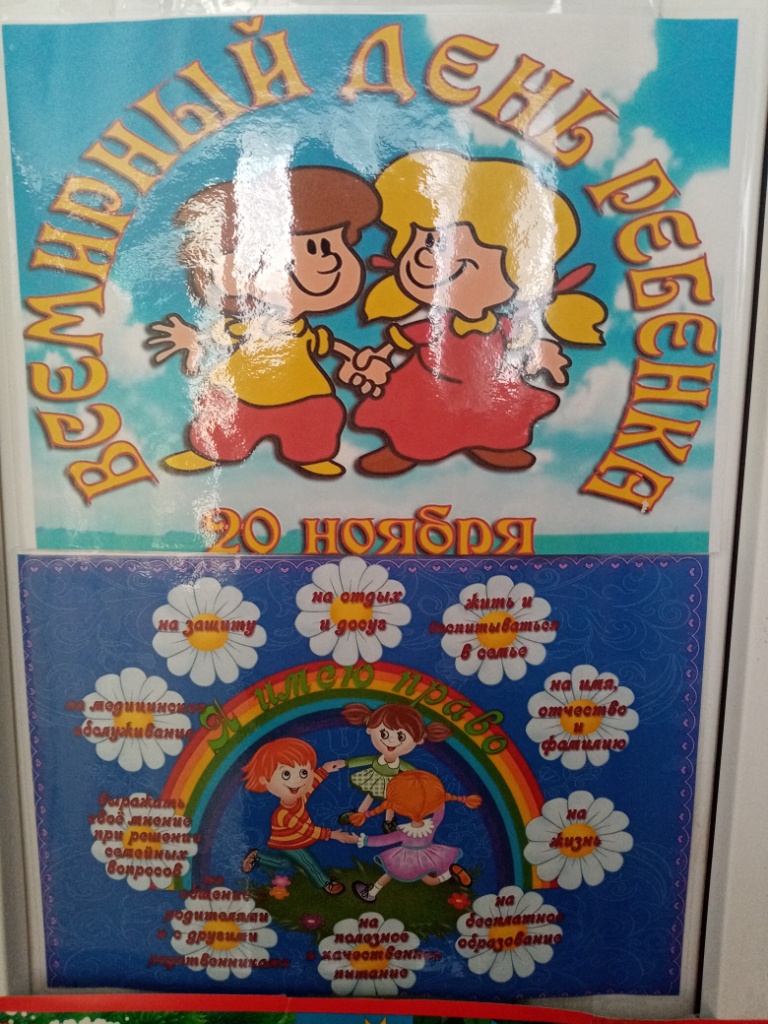 ВСЕМИРНЫЙ ДЕНЬ РЕБЕНКА
20 ноября
Я имею право
на защиту
на отдых
и досуг
жить и
воспитываться
в семье
на медицинское
обслуживание
на имя,
отчество
и
фамилию
выражать
своё мнение
при решении
семейных
вопросов
на
жизнь
на
общение
родителями
и с другими
родственниками
на
полезное
и качественное
питание
на
бесплатное
образование